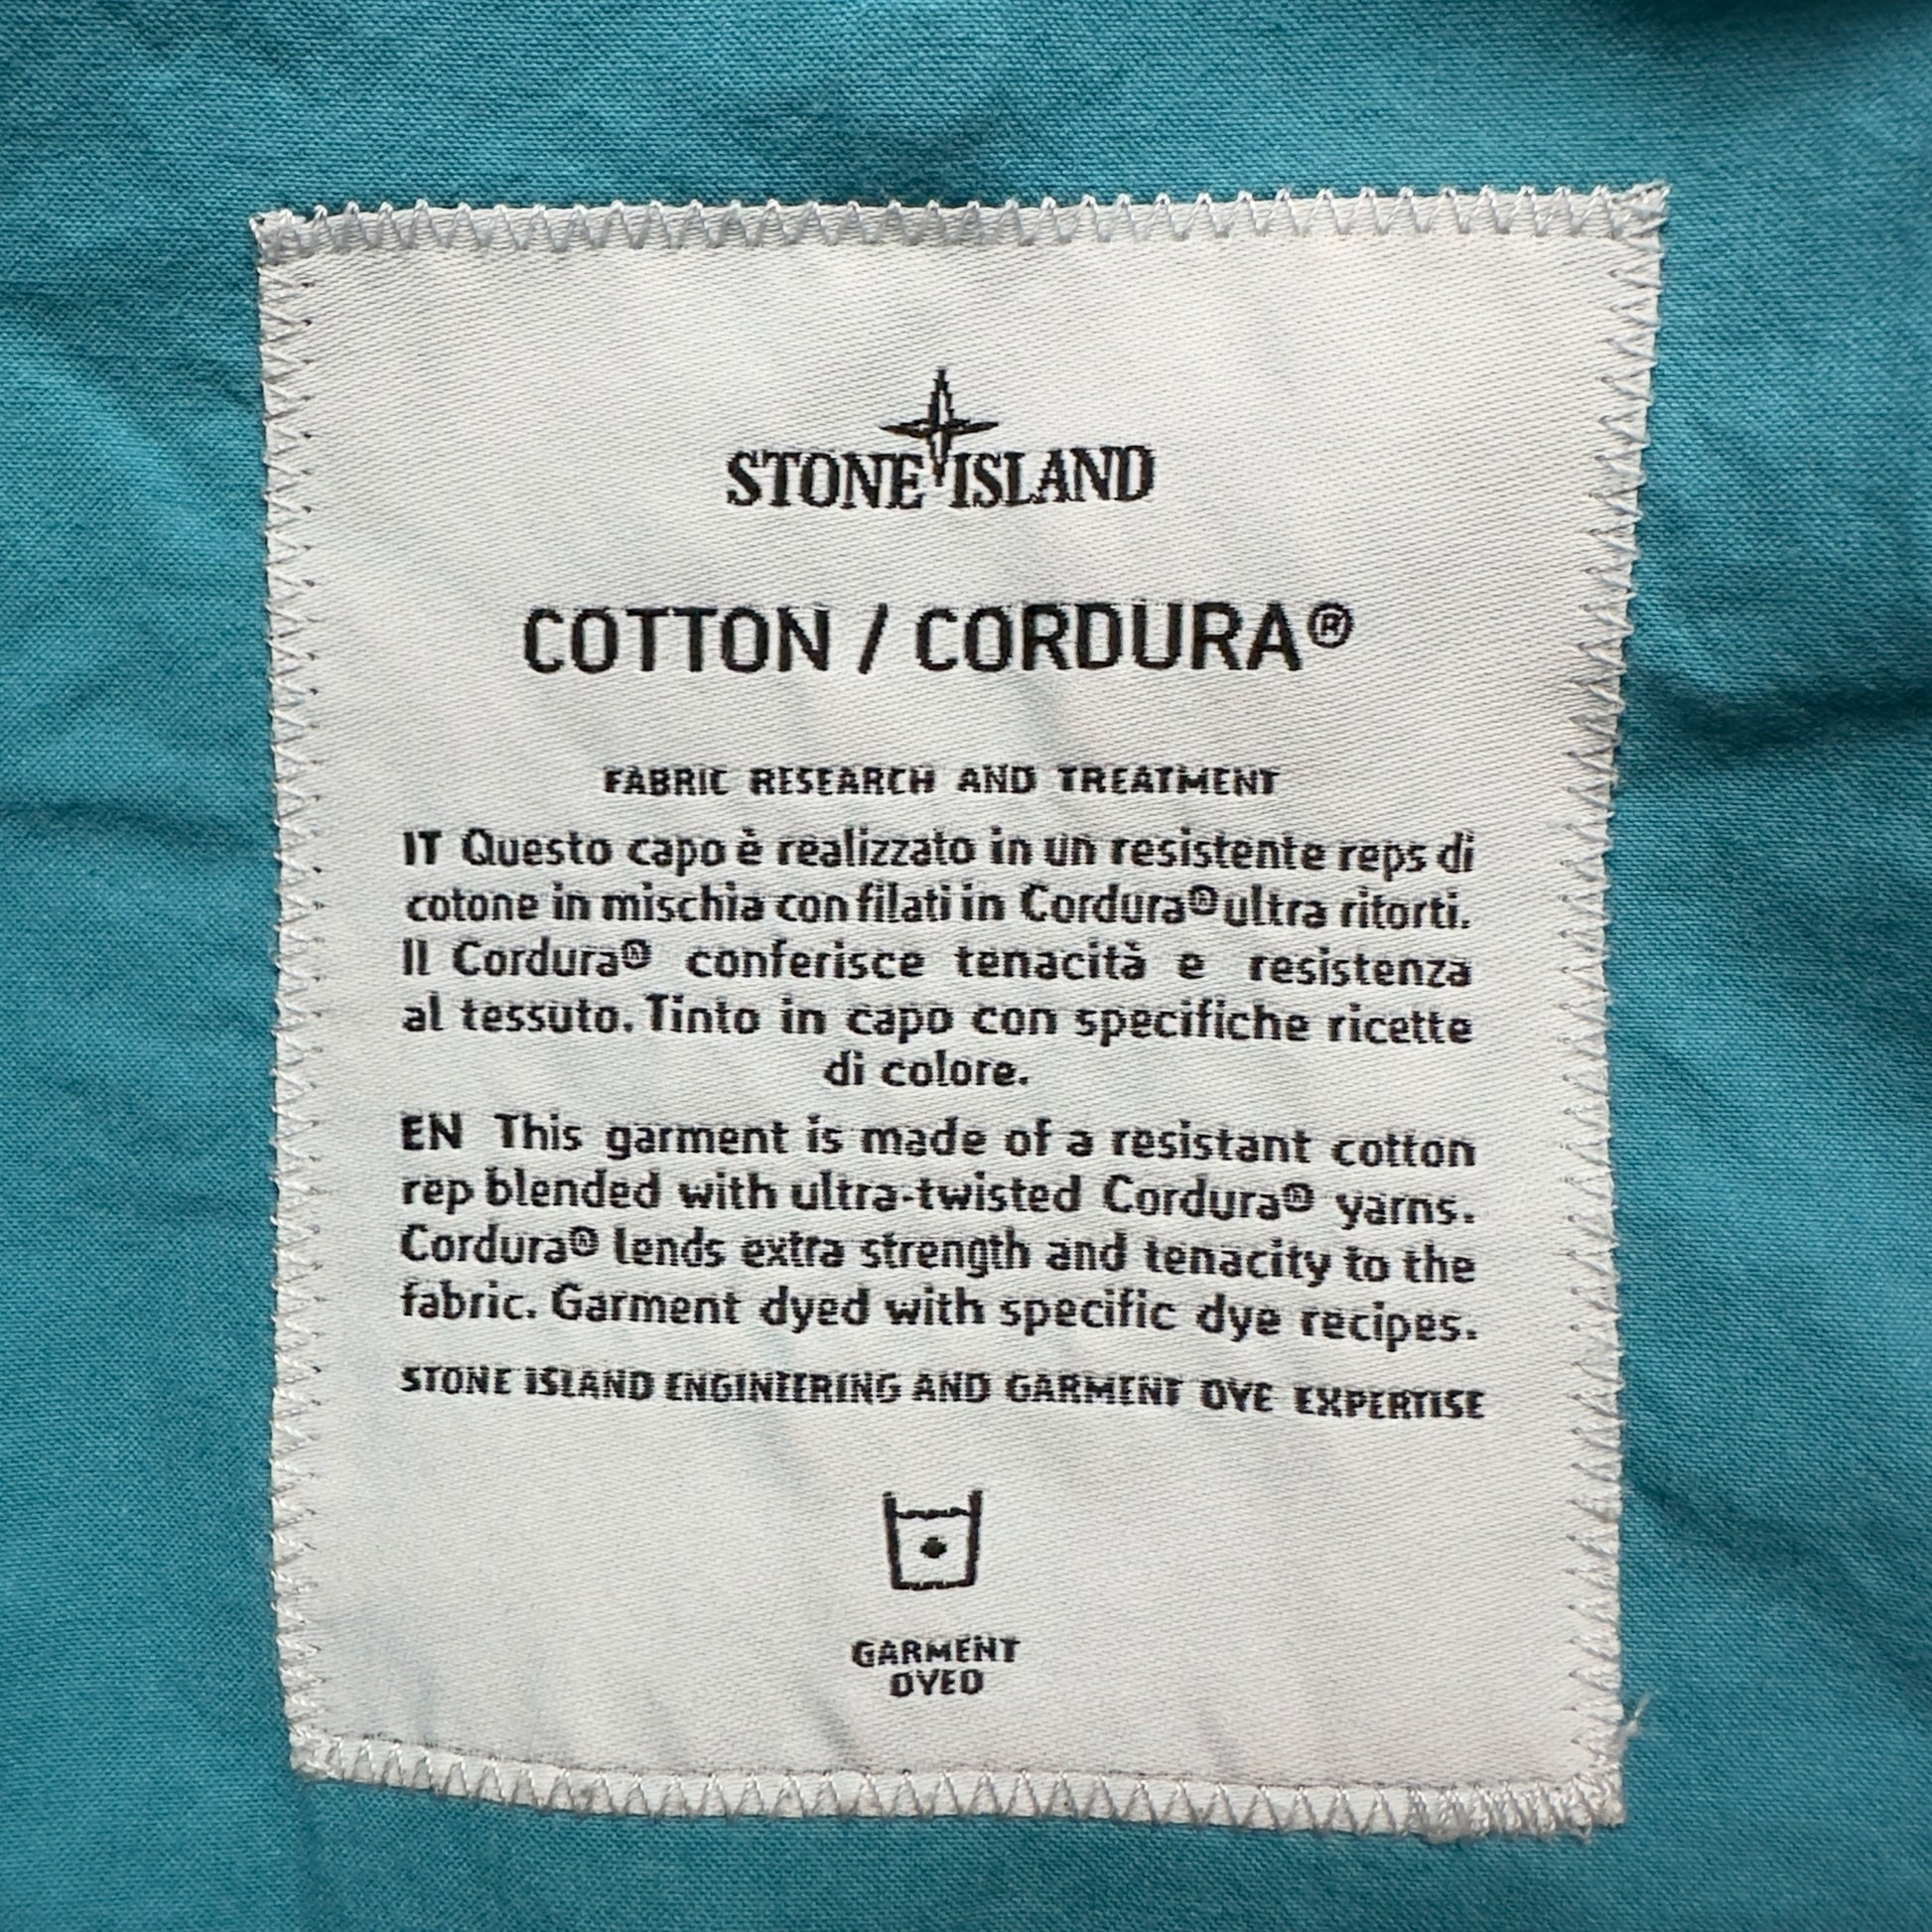 STONE ISLAND
COTTON / CORDURA®
FABRIC RESEARCH AND TREATMENT
IT Questo capo è realizzato in un resistente reps di
cotone in mischia con filati in Cordura® ultra ritorti.
Il Cordura® conferisce tenacità e resistenza
al tessuto. Tinto in capo con specifiche ricette
di colore.
EN This garment is made of a resistant cotton
rep blended with ultra-twisted Cordura® yarns.
Cordura® lends extra strength and tenacity to the
fabric. Garment dyed with specific dye recipes.
STONE ISLAND ENGINEERING AND GARMENT DYE EXPERTISE
GARMENT
DYED